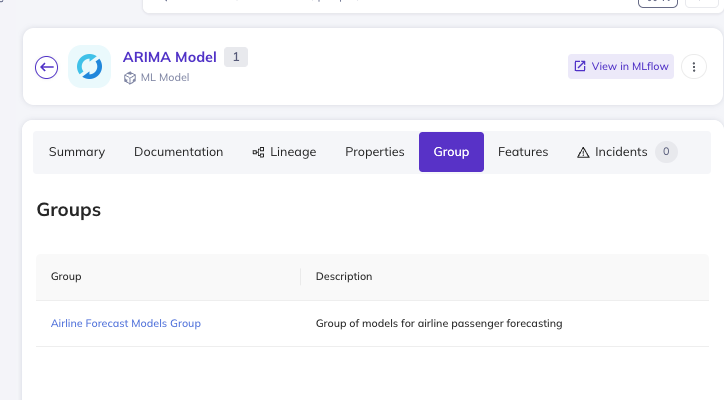 ARIMA Model 1
ML Model
View in MLflow
Summary Documentation Lineage Properties Group Features Incidents 0
Groups
Group Description
Airline Forecast Models Group Group of models for airline passenger forecasting